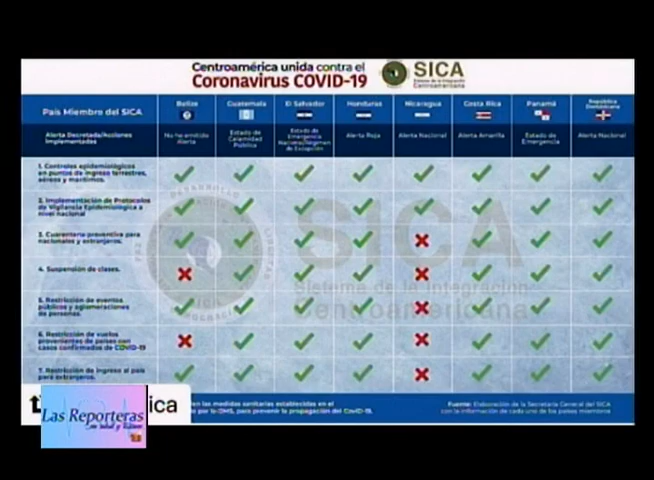 Centroamérica unida contra el
Coronavirus COVID-19
SICA
Sistema de la Integración
Centroamericana
País Miembro del SICA
Belize
Guatemala
El Salvador
Honduras
Nicaragua
Costa Rica
Panamá
República
Dominicana
Alerta Decretada/Acciones
Implementadas
No ha emitido
Alerta
Estado de
Calamidad
Pública
Estado de
Emergencia
Nacional/Régimen
de Excepción
Alerta Roja
Alerta Nacional
Alerta Amarilla
Estado de
Emergencia
Alerta Nacional
1. Controles epidemiológicos
en puntos de ingreso terrestres,
aéreos y marítimos.
2. Implementación de Protocolos
de Vigilancia Epidemiológica a
nivel nacional
3. Cuarentena preventiva para
nacionales y extranjeros.
4. Suspensión de clases.
5. Restricción de eventos
públicos y aglomeraciones
de personas.
6. Restricción de vuelos
provenientes de países con
casos confirmados de COVID-19
7. Restricción de ingreso al país
para extranjeros.
SICA
Sistema de la Integración
Centroamericana
ica
en las medidas sanitarias establecidas en el
por la OMS, para prevenir la propagación del CoviD-19.
Fuente: Elaboración de la Secretaría General del SICA
con la información de cada uno de los países miembros
Las Reporteras